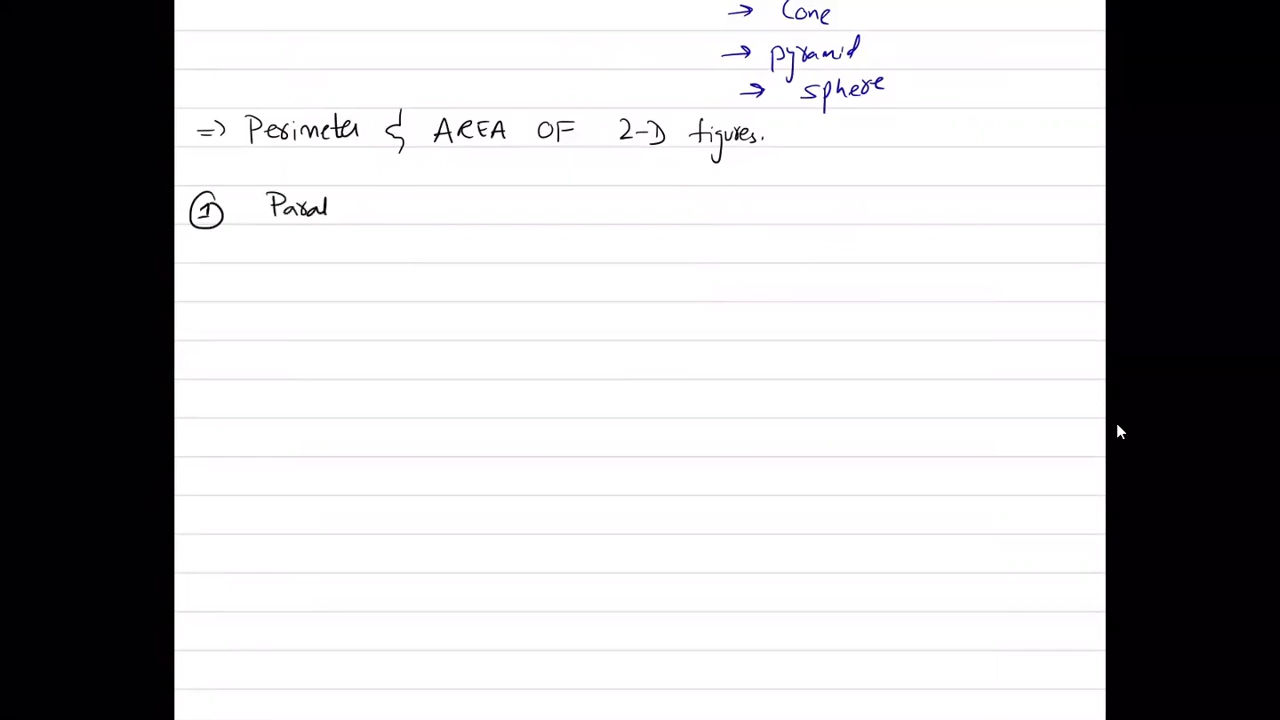 → Cone
→ pyramid
→ sphere
=> Perimeter & AREA OF 2-D figures.
① Paral